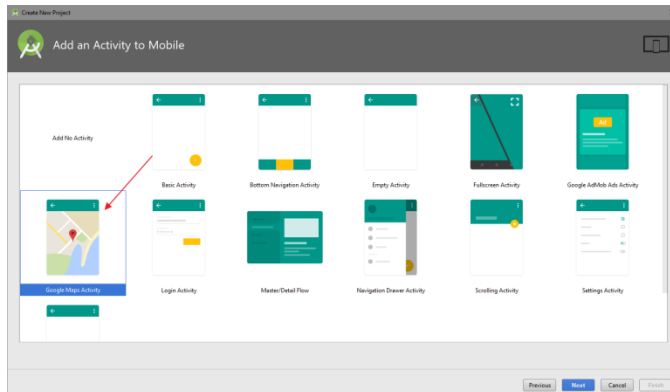 Create New Project
Add an Activity to Mobile
Add No Activity
Basic Activity
Bottom Navigation Activity
Empty Activity
Fullscreen Activity
Ad
Google AdMob Ads Activity
Google Maps Activity
Login Activity
Master/Detail Flow
Navigation Drawer Activity
Scrolling Activity
Settings Activity
Previous
Next
Cancel
Finish